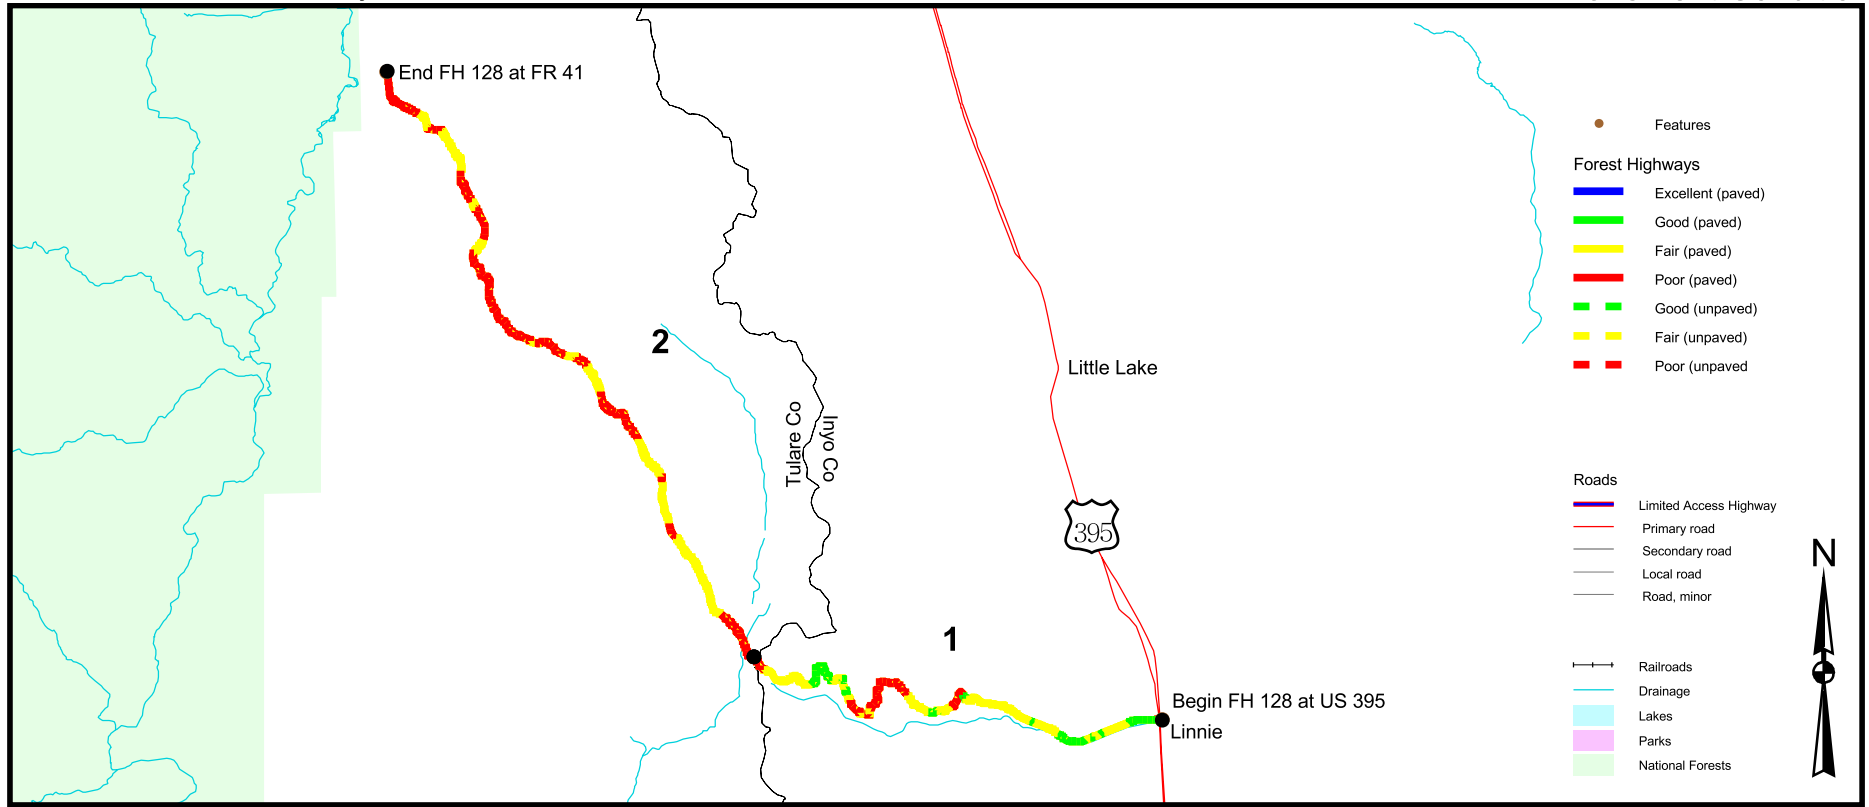 End FH 128 at FR 41
Features
Forest Highways
Excellent (paved)
Good (paved)
Fair (paved)
Poor (paved)
Good (unpaved)
Fair (unpaved)
Poor (unpaved
2
Little Lake
Tulare Co
Inyo Co
395
1
Begin FH 128 at US 395
Linnie
Roads
Limited Access Highway
Primary road
Secondary road
Local road
Road, minor
N
Railroads
Drainage
Lakes
Parks
National Forests